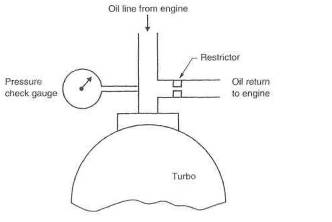 Oil line from engine
Restrictor
Pressure
check gauge
Oil return
to engine
Turbo